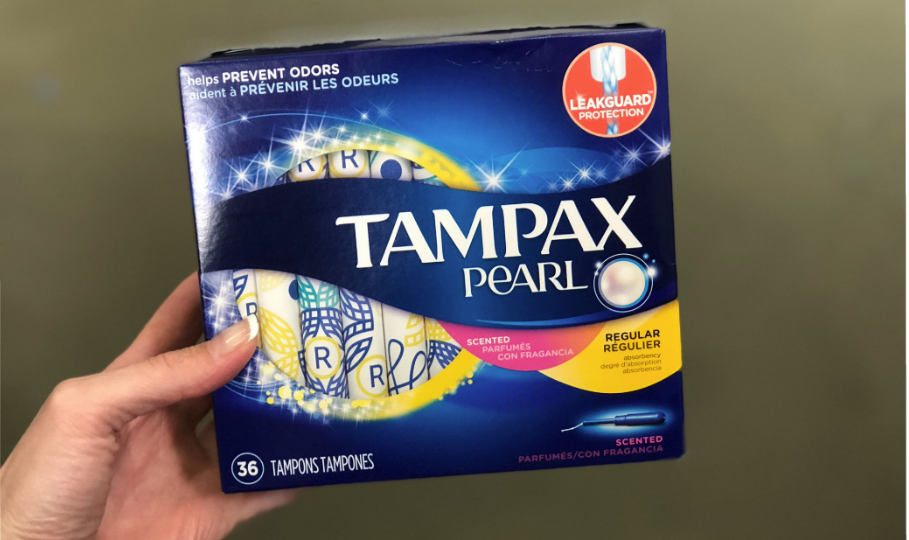 helps PREVENT ODORS
aident à PRÉVENIR LES ODEURS
LEAKGUARD™
PROTECTION
R R
TAMPAX
PEARL
R
R
R
SCENTED
PARFUMÉS
CON FRAGANCIA
REGULAR
RÉGULIER
absorbency
degré d'absorption
absorbencia
SCENTED
PARFUMÉS/CON FRAGANCIA
36 TAMPONS TAMPONES